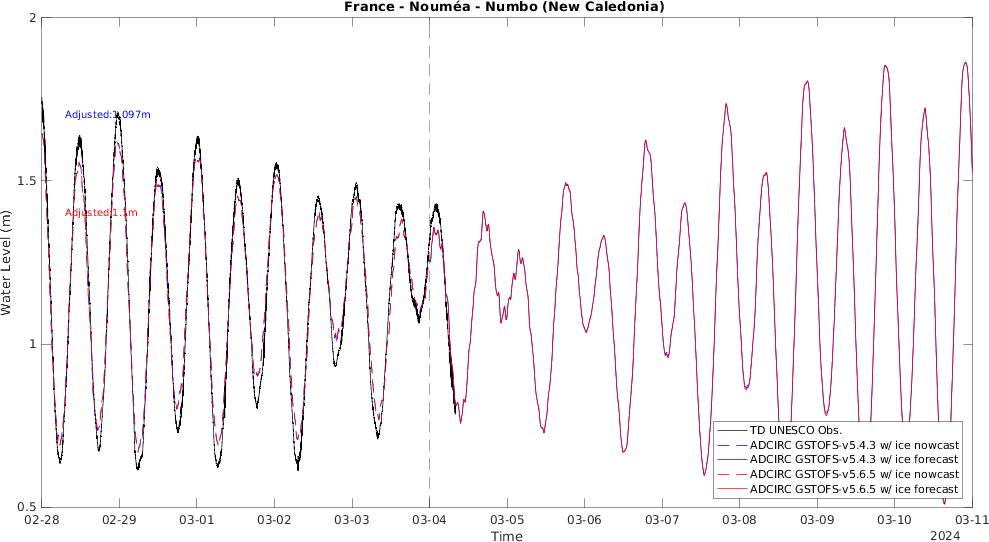 France - Nouméa - Numbo (New Caledonia)
2
Adjusted:1.097m
1.5
Adjusted:1.1m
Water Level (m)
1
TD UNESCO Obs.
ADCIRC GSTOFS-v5.4.3 w/ ice nowcast
ADCIRC GSTOFS-v5.4.3 w/ ice forecast
ADCIRC GSTOFS-v5.6.5 w/ ice nowcast
ADCIRC GSTOFS-v5.6.5 w/ ice forecast
0.5
02-28 02-29 03-01 03-02 03-03 03-04 03-05 03-06 03-07 03-08 03-09 03-10 03-11
Time 2024